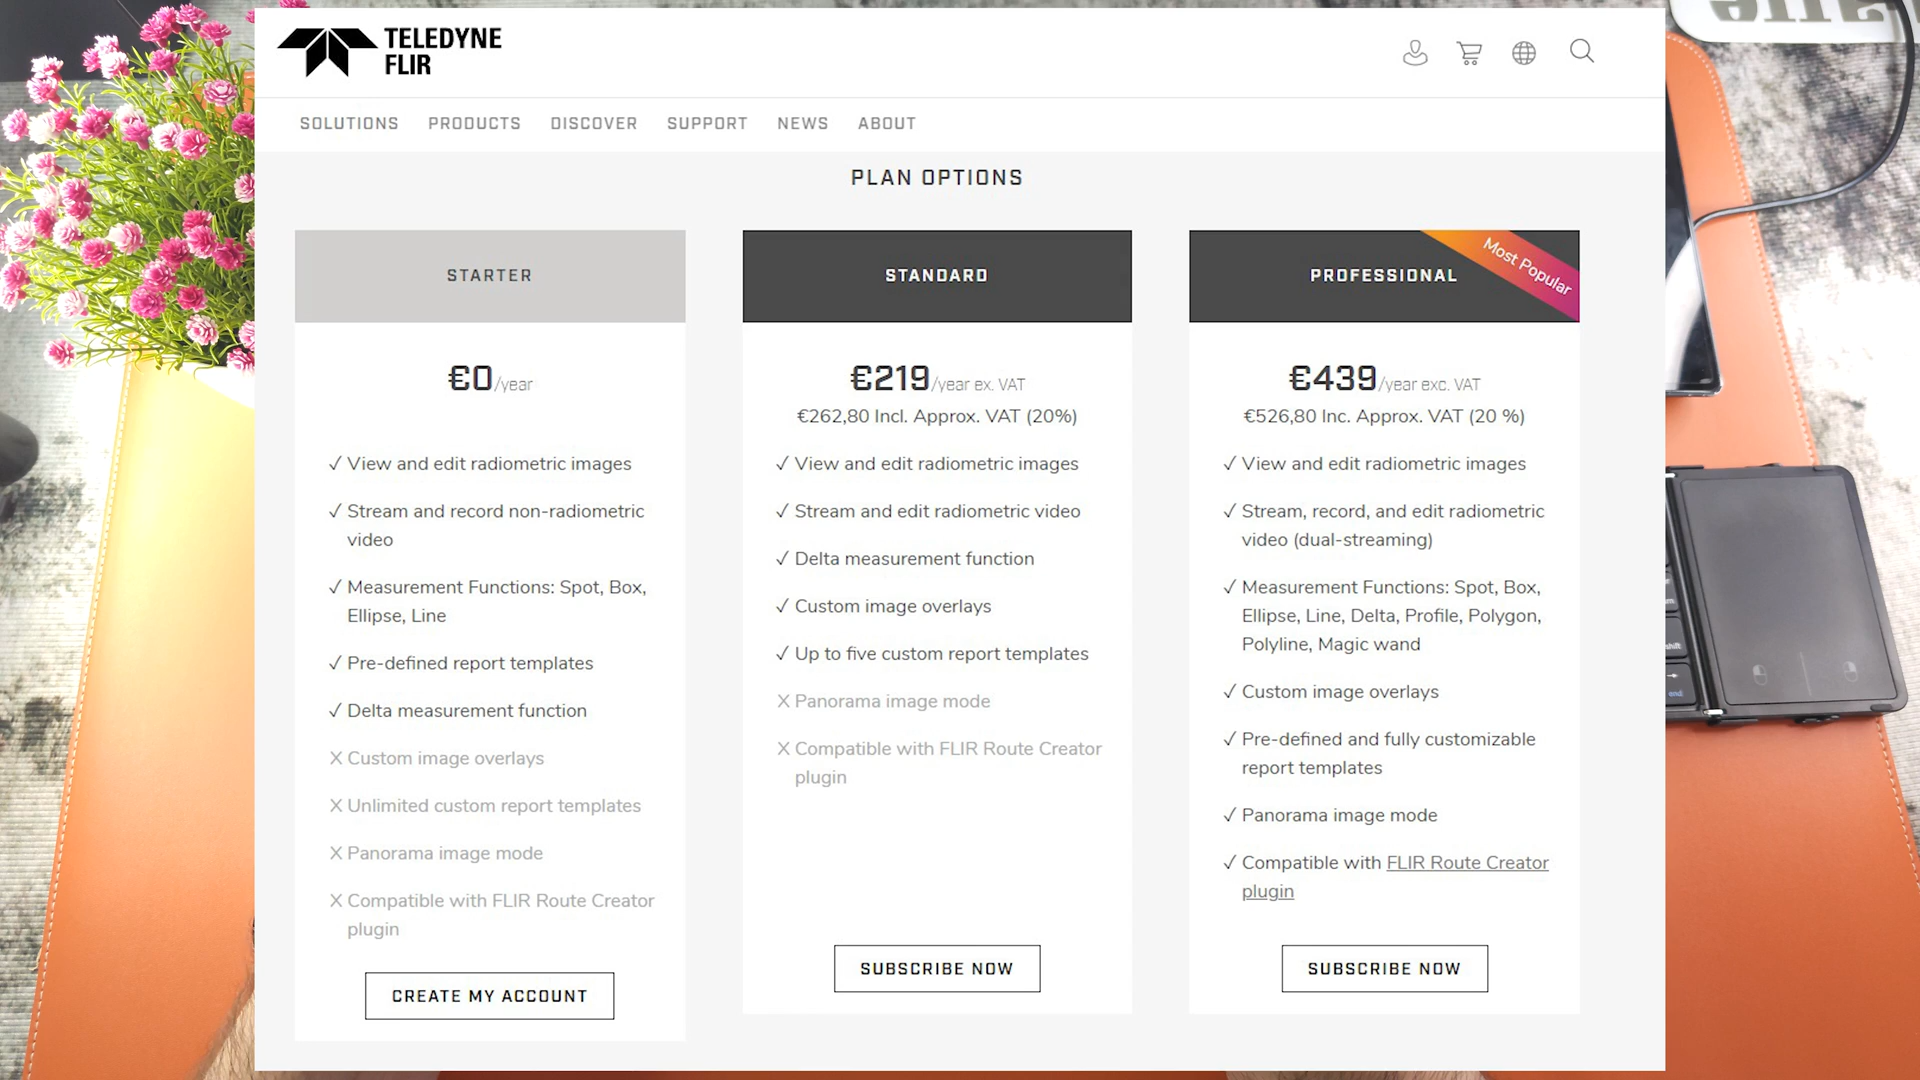 TELEDYNE
FLIR
SOLUTIONS PRODUCTS DISCOVER SUPPORT NEWS ABOUT
PLAN OPTIONS
STARTER
€0/year
✓ View and edit radiometric images
✓ Stream and record non-radiometric
video
✓ Measurement Functions: Spot, Box,
Ellipse, Line
✓ Pre-defined report templates
✓ Delta measurement function
X Custom image overlays
X Unlimited custom report templates
X Panorama image mode
X Compatible with FLIR Route Creator
plugin
CREATE MY ACCOUNT
STANDARD
€219/year ex. VAT
€262,80 Incl. Approx. VAT (20%)
✓ View and edit radiometric images
✓ Stream and edit radiometric video
✓ Delta measurement function
✓ Custom image overlays
✓ Up to five custom report templates
X Panorama image mode
X Compatible with FLIR Route Creator
plugin
SUBSCRIBE NOW
PROFESSIONAL
Most Popular
€439/year exc. VAT
€526,80 Inc. Approx. VAT (20 %)
✓ View and edit radiometric images
✓ Stream, record, and edit radiometric
video (dual-streaming)
✓ Measurement Functions: Spot, Box,
Ellipse, Line, Delta, Profile, Polygon,
Polyline, Magic wand
✓ Custom image overlays
✓ Pre-defined and fully customizable
report templates
✓ Panorama image mode
✓ Compatible with FLIR Route Creator
plugin
SUBSCRIBE NOW
end